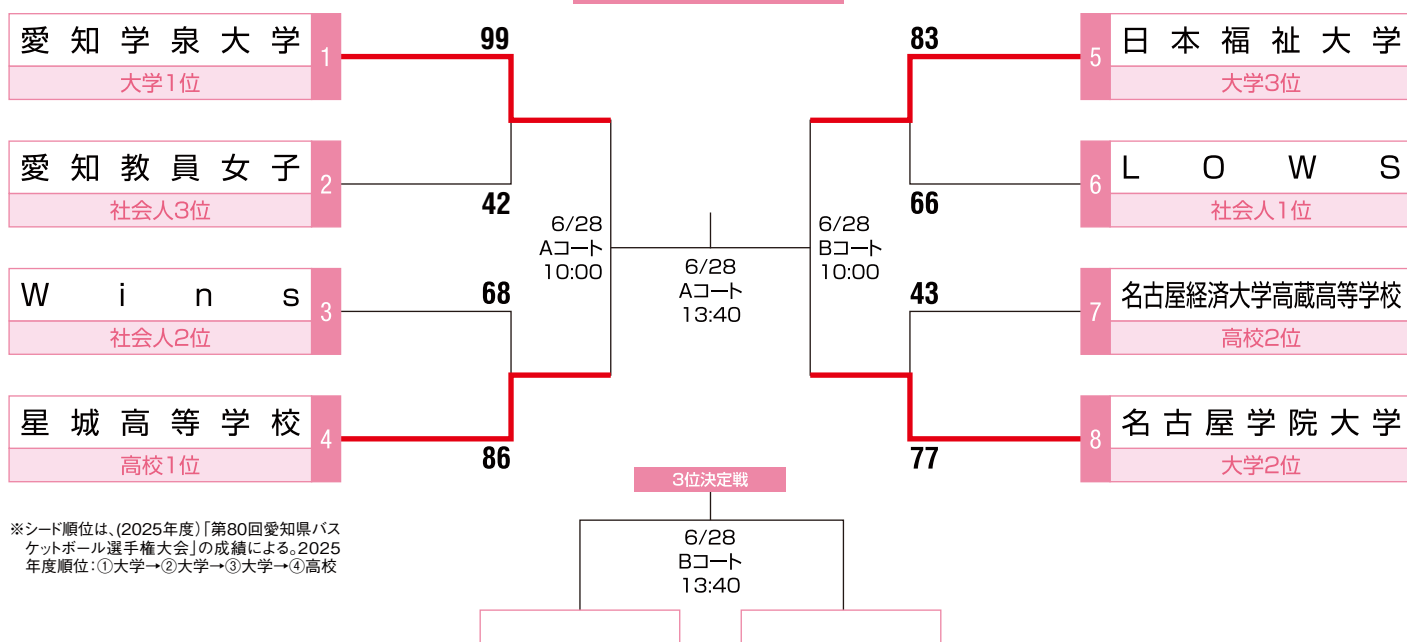 愛知学泉大学
1
大学1位
99
愛知教員女子
2
社会人3位
42
Wins
3
社会人2位
68
星城高等学校
4
高校1位
86
6/28
Aコート
10:00
6/28
Aコート
13:40
6/28
Bコート
10:00
83
5
日本福祉大学
大学3位
66
6
LOWS
社会人1位
43
7
名古屋経済大学高蔵高等学校
高校2位
77
8
名古屋学院大学
大学2位
3位決定戦
6/28
Bコート
13:40
※シード順位は、(2025年度)「第80回愛知県バス
ケットボール選手権大会」の成績による。2025
年度順位:①大学→②大学→③大学→④高校